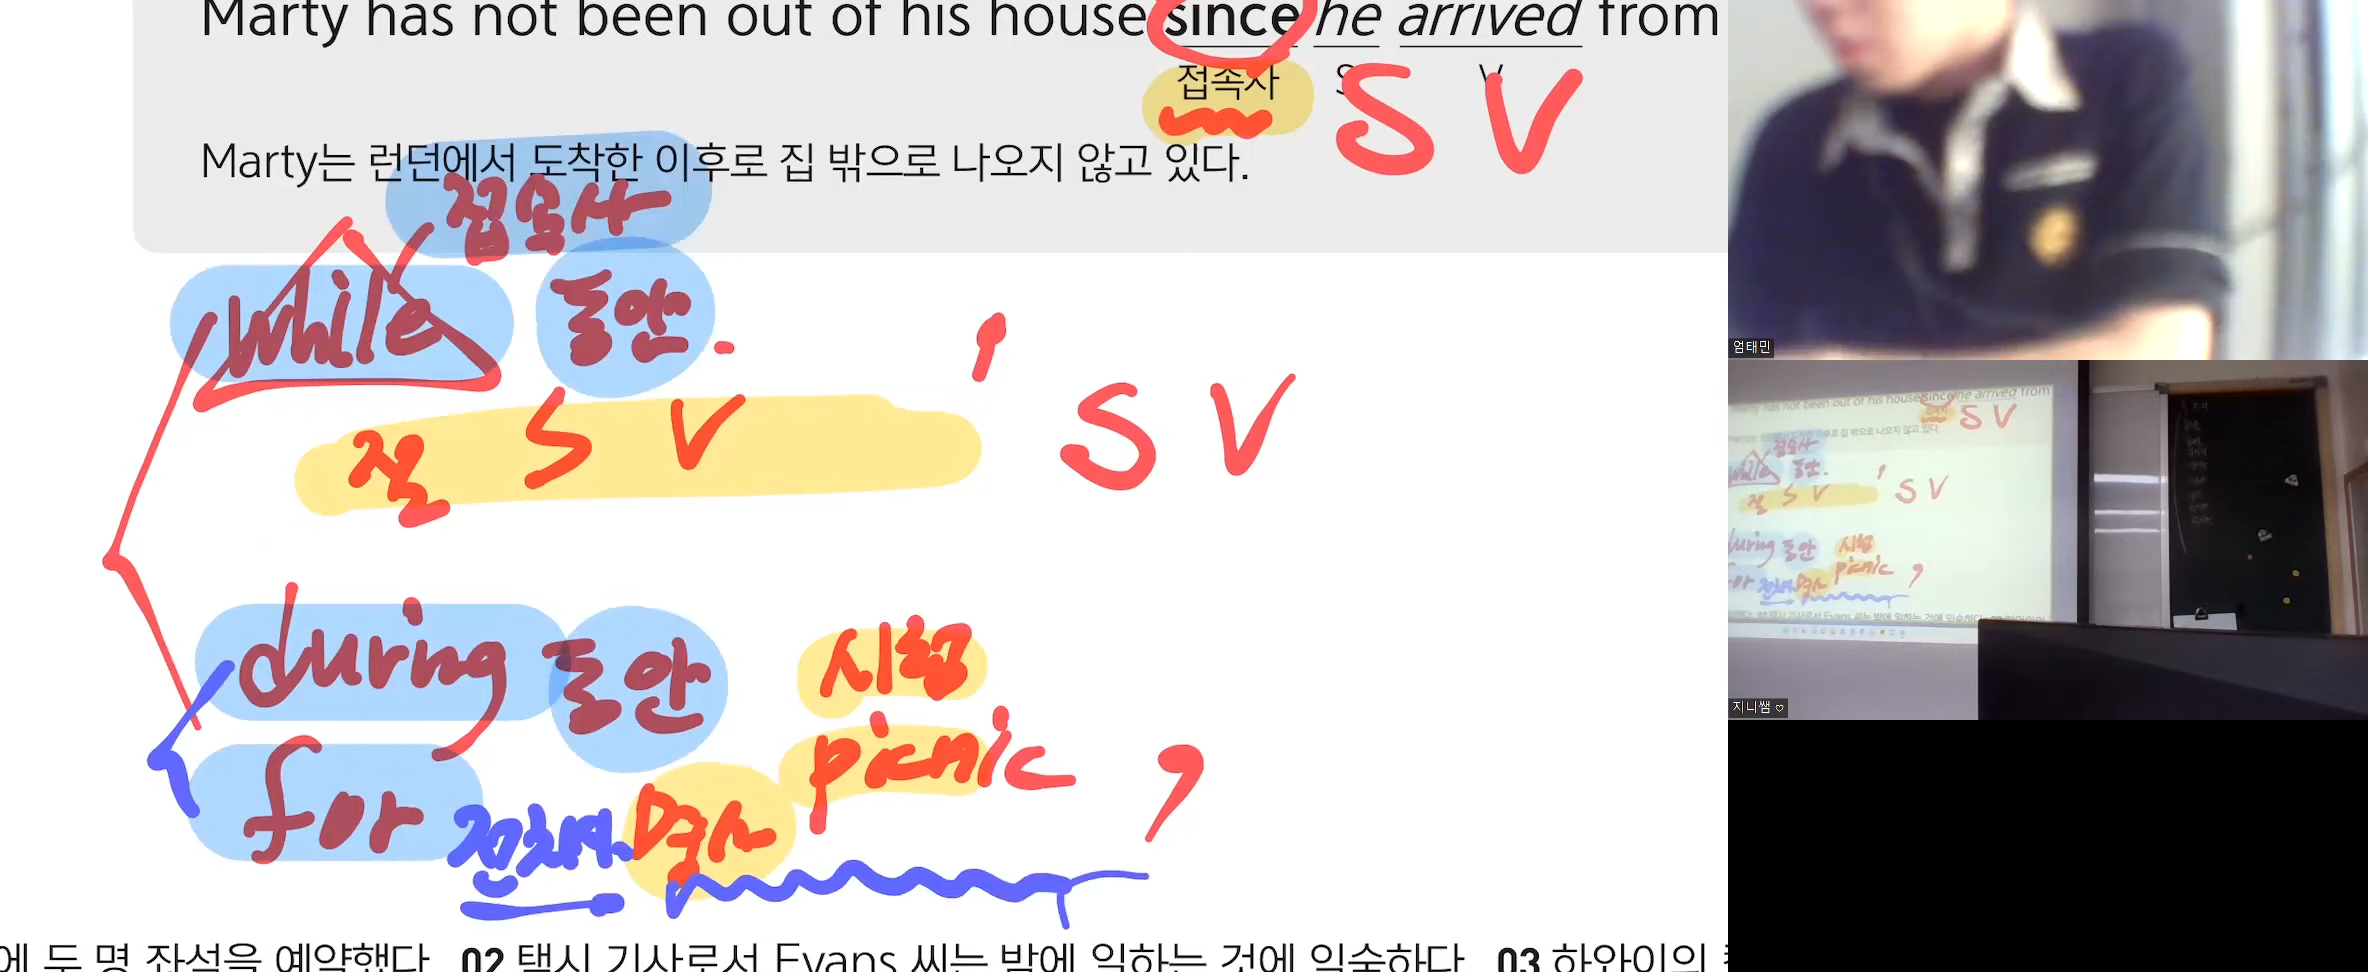 Marty has not been out of his house since he arrived from
접속사 S V
S V
Marty는 런던에서 도착한 이후로 집 밖으로 나오지 않고 있다.
접속사
while 동안.
절 S V , S V
during 동안 시험
for 전치사 명사 picnic ,
에 두 명 좌석을 예약했다. 02 택시 기사로서 Evans 씨는 밤에 일하는 것에 익숙하다. 03 하와이의
엄태민
지니쌤 ♡